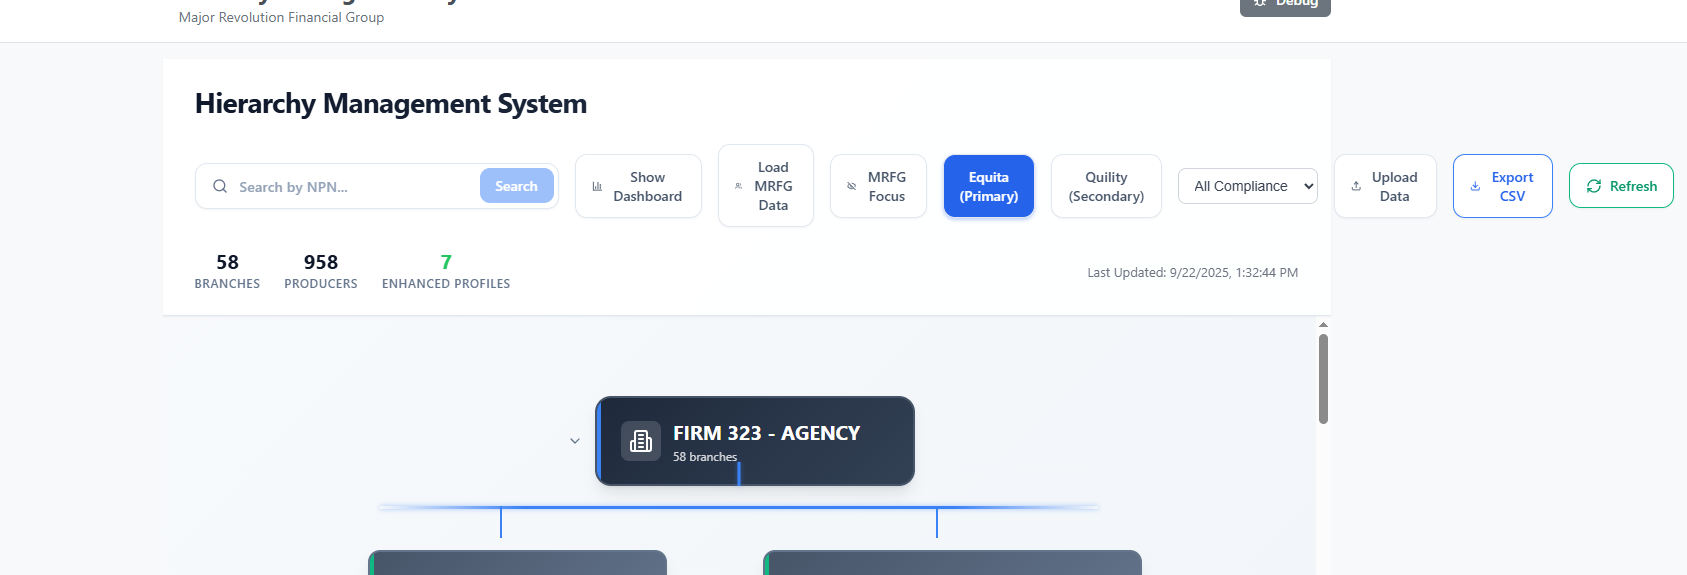 Major Revolution Financial Group
Debug
Hierarchy Management System
Search by NPN...
Search
Show
Dashboard
Load
MRFG
Data
MRFG
Focus
Equita
(Primary)
Quility
(Secondary)
All Compliance
Upload
Data
Export
CSV
Refresh
58
BRANCHES
958
PRODUCERS
7
ENHANCED PROFILES
Last Updated: 9/22/2025, 1:32:44 PM
FIRM 323 - AGENCY
58 branches